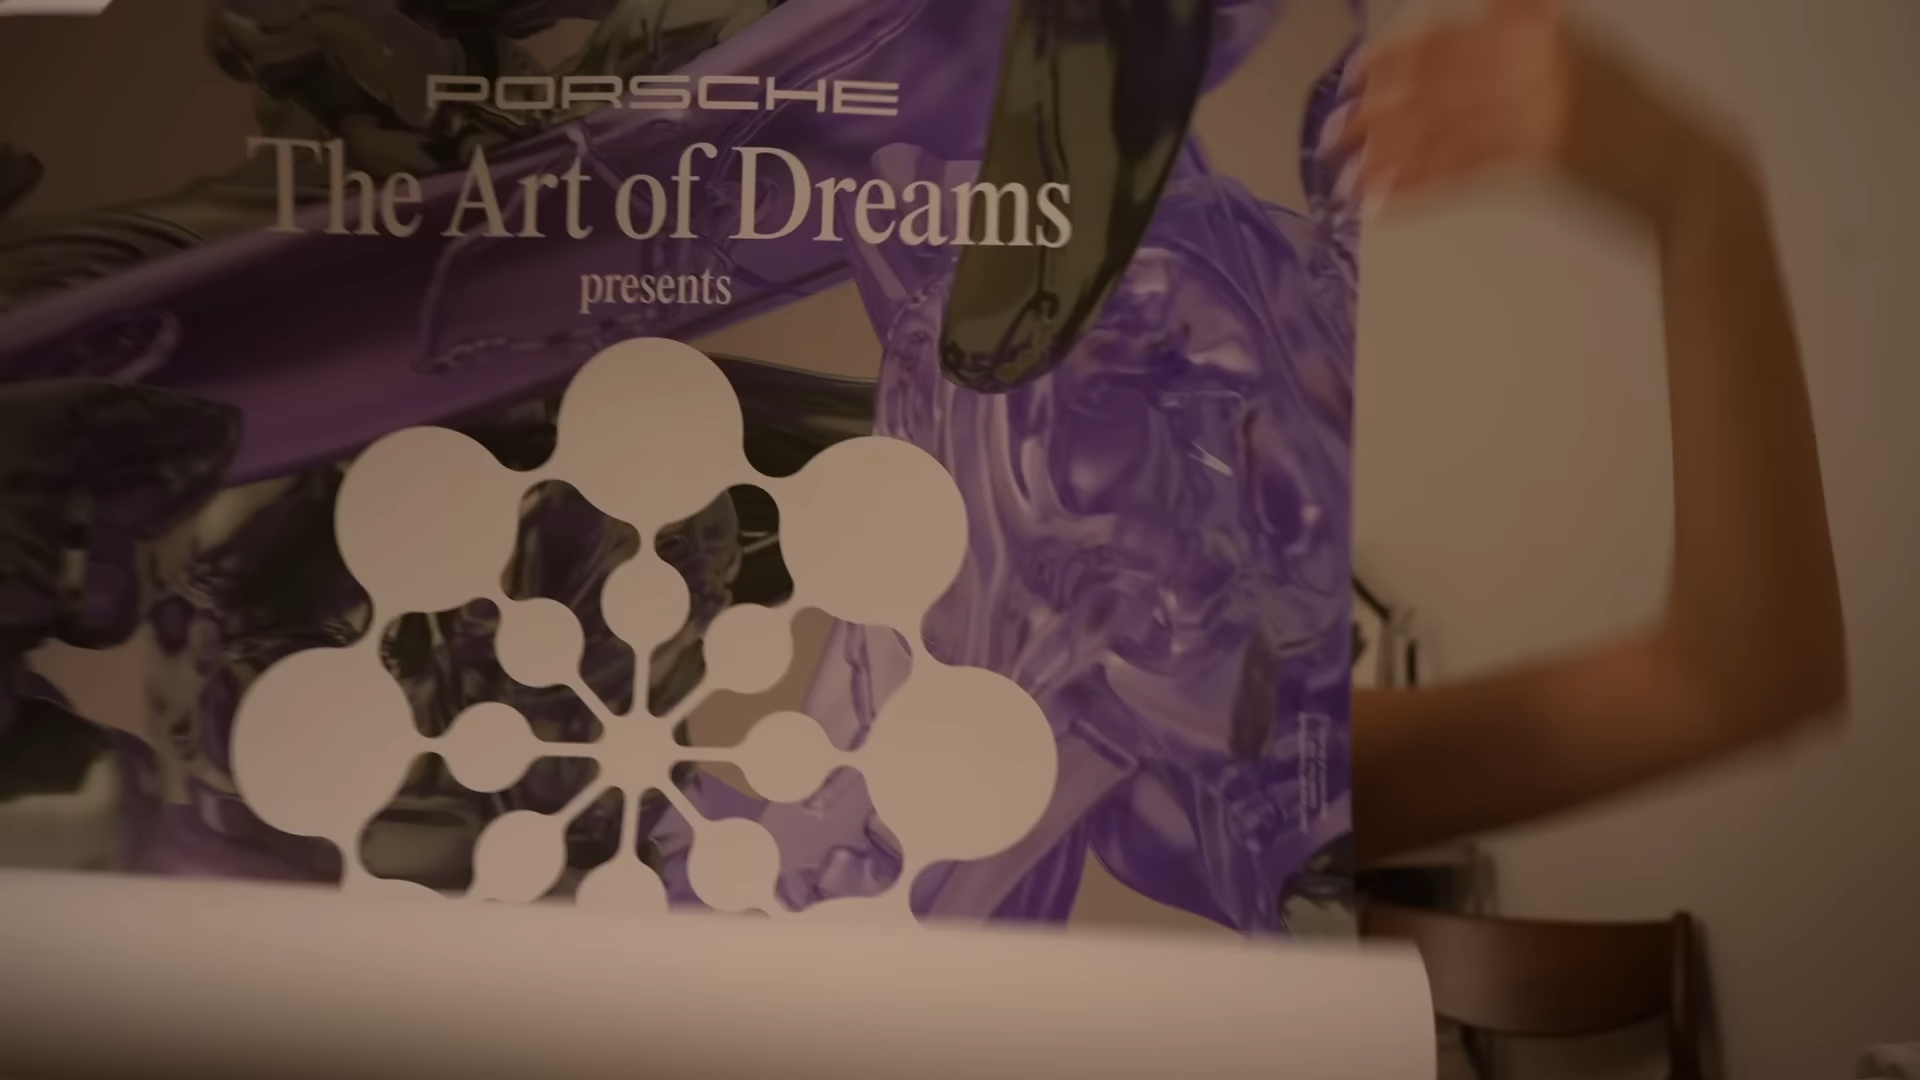 PORSCHE
The Art of Dreams
presents